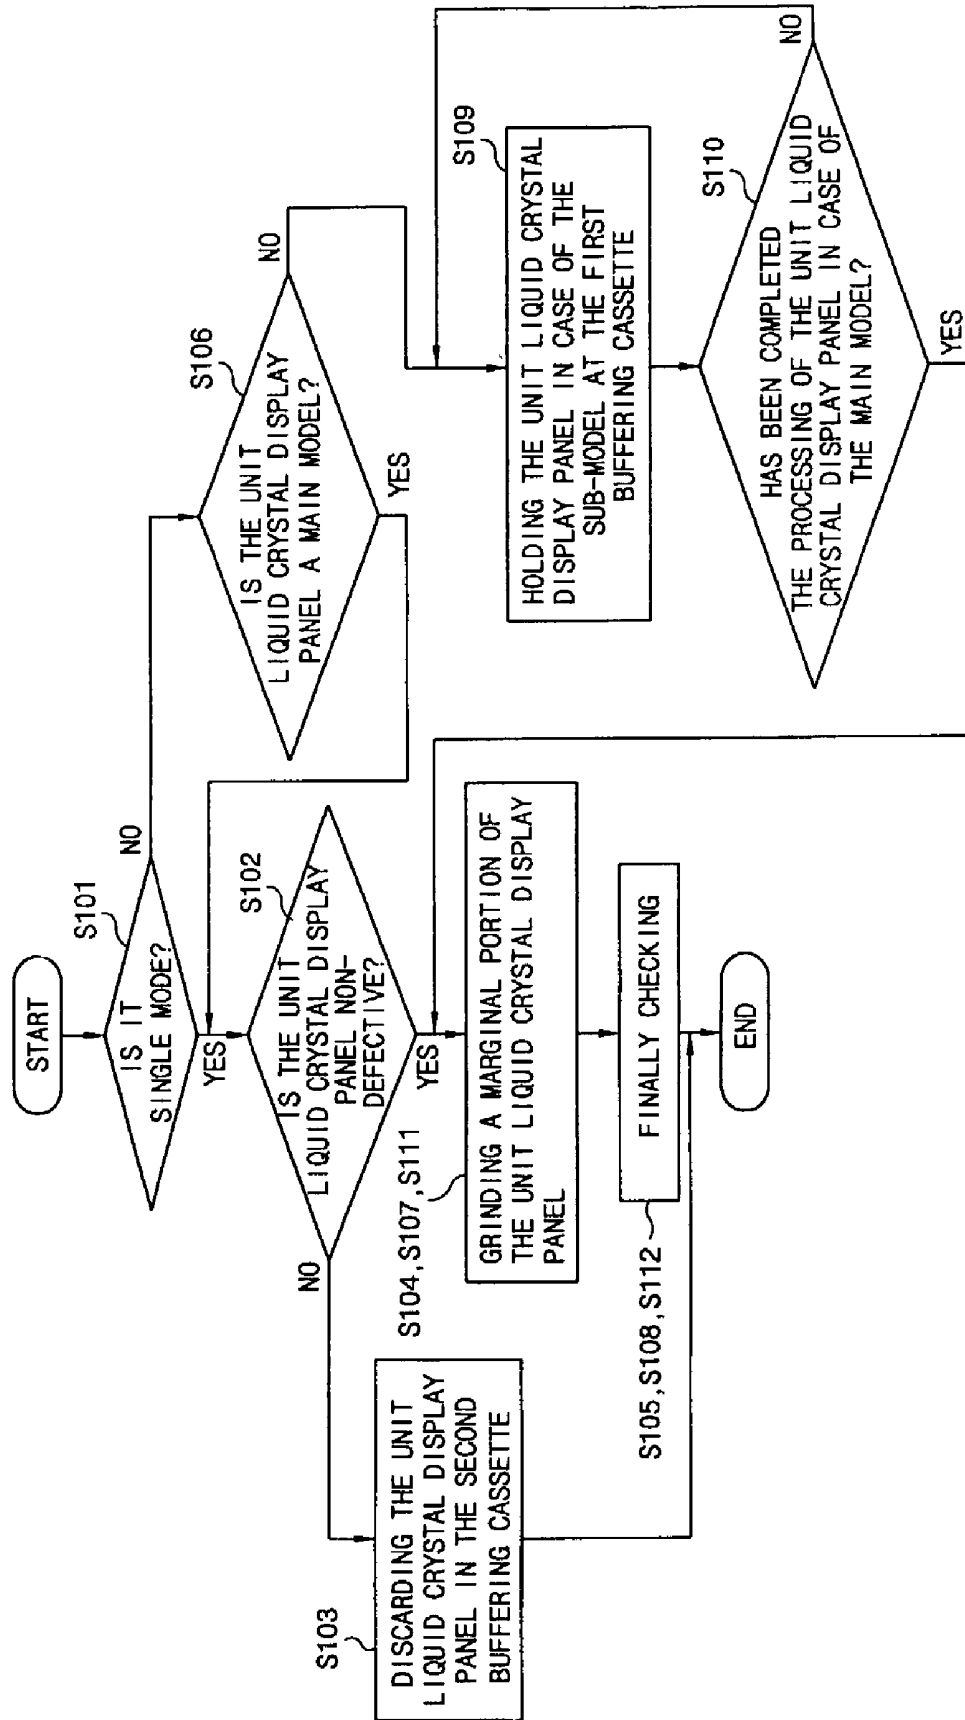 START
S101
IS IT
SINGLE MODE?
NO
YES
S102
IS THE UNIT
LIQUID CRYSTAL DISPLAY
PANEL NON-
DEFECTIVE?
NO
YES
S103
DISCARDING THE UNIT
LIQUID CRYSTAL DISPLAY
PANEL IN THE SECOND
BUFFERING CASSETTE
S104,S107,S111
GRINDING A MARGINAL PORTION OF
THE UNIT LIQUID CRYSTAL DISPLAY
PANEL
S105,S108,S112
FINALLY CHECKING
END
S106
IS THE UNIT
LIQUID CRYSTAL DISPLAY
PANEL A MAIN MODEL?
NO
YES
S109
HOLDING THE UNIT LIQUID CRYSTAL
DISPLAY PANEL IN CASE OF THE
SUB-MODEL AT THE FIRST
BUFFERING CASSETTE
S110
HAS BEEN COMPLETED
THE PROCESSING OF THE UNIT LIQUID
CRYSTAL DISPLAY PANEL IN CASE OF
THE MAIN MODEL?
NO
YES